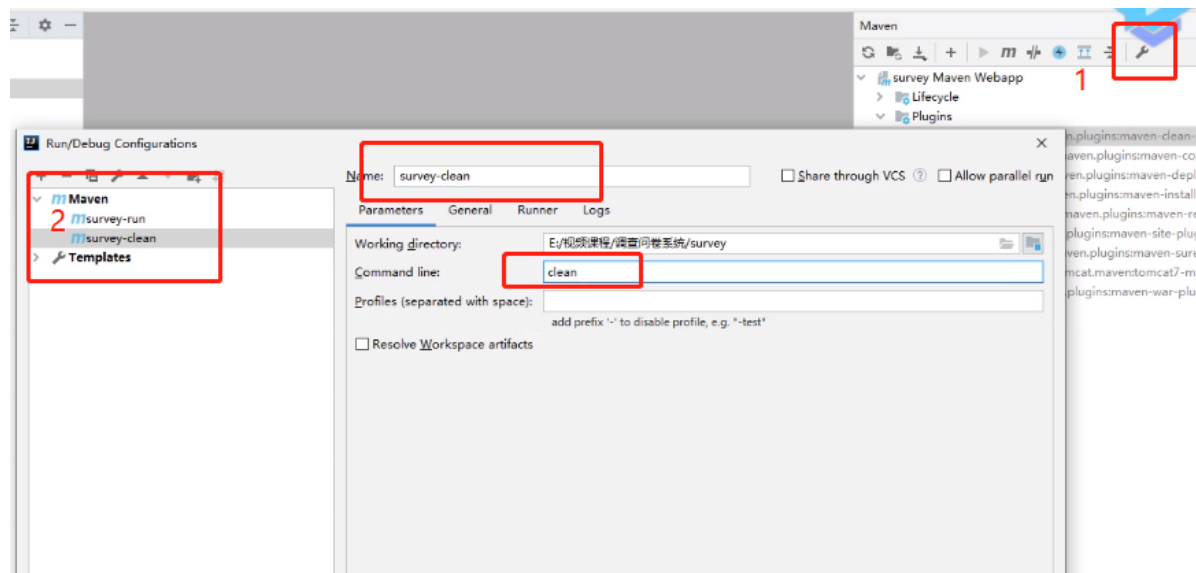 Maven
1
survey Maven Webapp
Lifecycle
Plugins
Run/Debug Configurations
Name: survey-clean
Share through VCS
Allow parallel run
Maven
2
survey-run
survey-clean
Templates
Parameters General Runner Logs
Working directory: E:/视频课程/调查问卷系统/survey
Command line: clean
Profiles (separated with space):
add prefix '-' to disable profile, e.g. "-test"
Resolve Workspace artifacts
n.plugins:maven-clean-
aven.plugins:maven-co
ven.plugins:maven-depl
en.plugins:maven-install
maven.plugins:maven-re
plugins:maven-site-plug
ven.plugins:maven-sure
mcat.maven:tomcat7-m
plugins:maven-war-plu